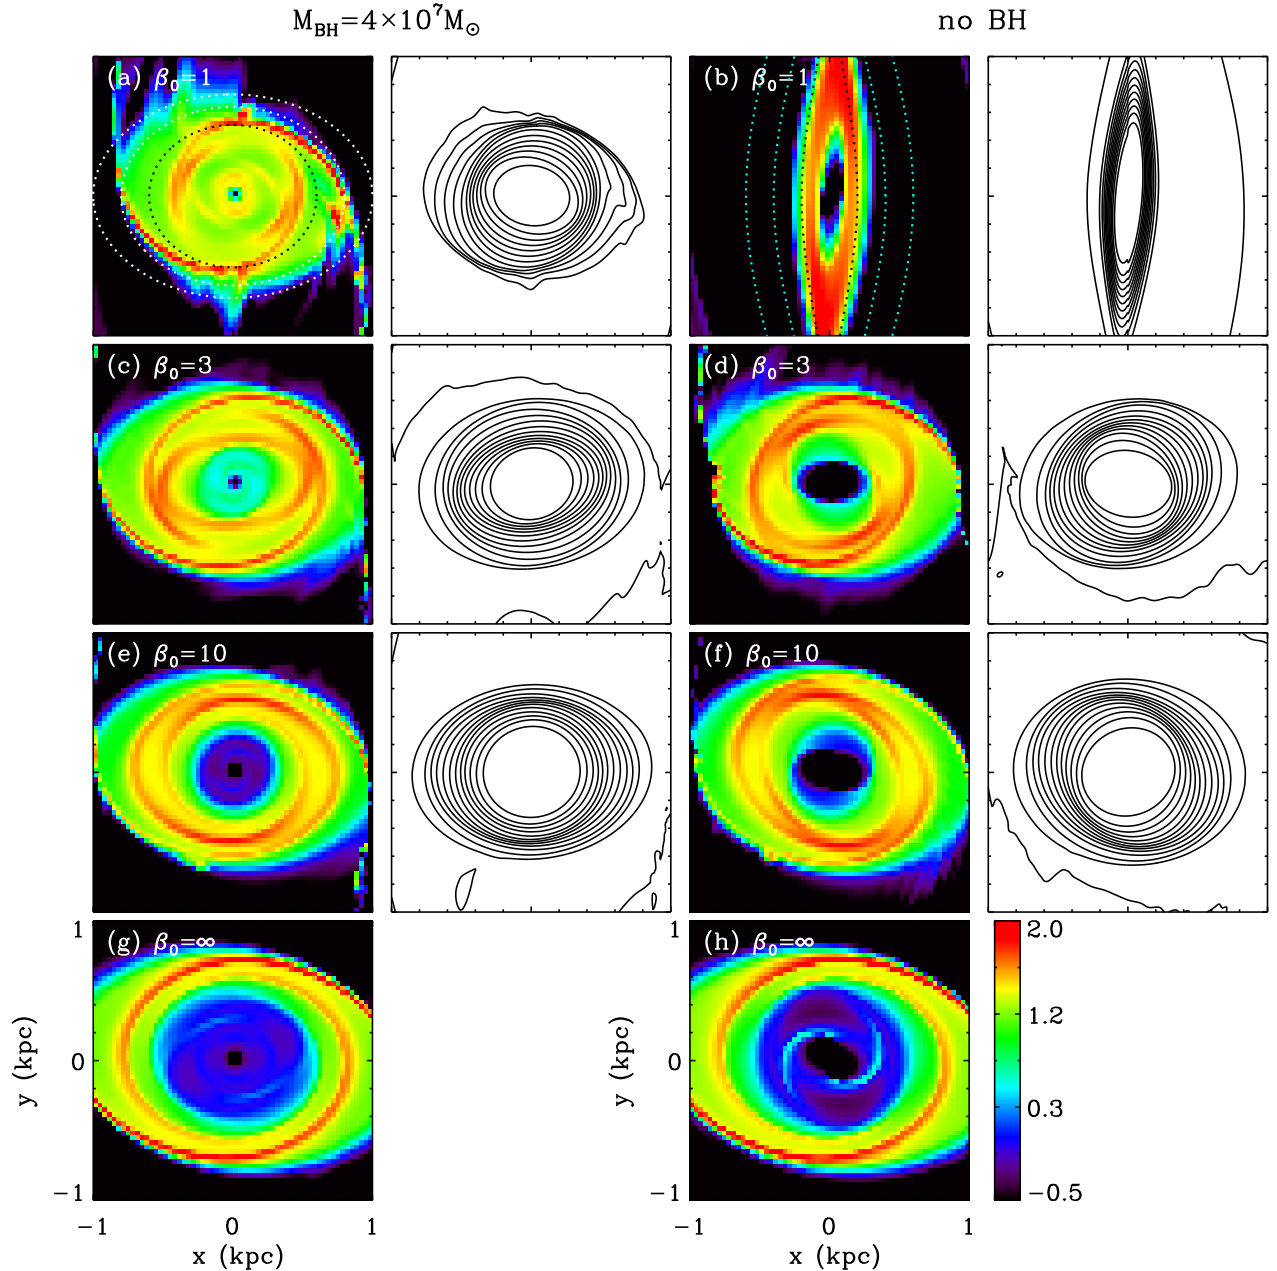 M_BH=4×10^7M_⊙ no BH
(a) β_0=1 (b) β_0=1
(c) β_0=3 (d) β_0=3
(e) β_0=10 (f) β_0=10
(g) β_0=∞ (h) β_0=∞
1 1 2.0
1.2
y (kpc) 0 y (kpc) 0
0.3
−1 −1 −0.5
−1 0 1 −1 0 1
x (kpc) x (kpc)